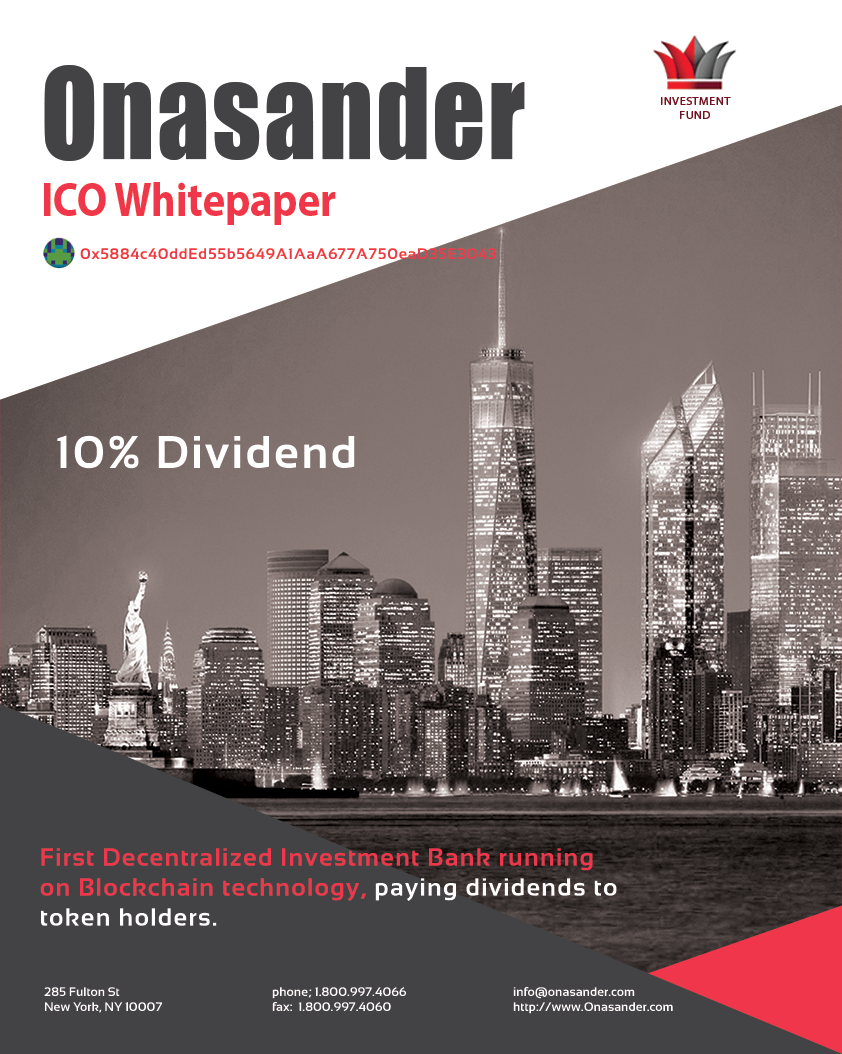 Onasander
INVESTMENT
FUND
ICO Whitepaper
0x5884c40ddEd55b5649A1AaA677A750eaD35E3043
10% Dividend
First Decentralized Investment Bank running
on Blockchain technology, paying dividends to
token holders.
285 Fulton St
New York, NY 10007
phone; 1.800.997.4066
fax: 1.800.997.4060
info@onasander.com
http://www.Onasander.com